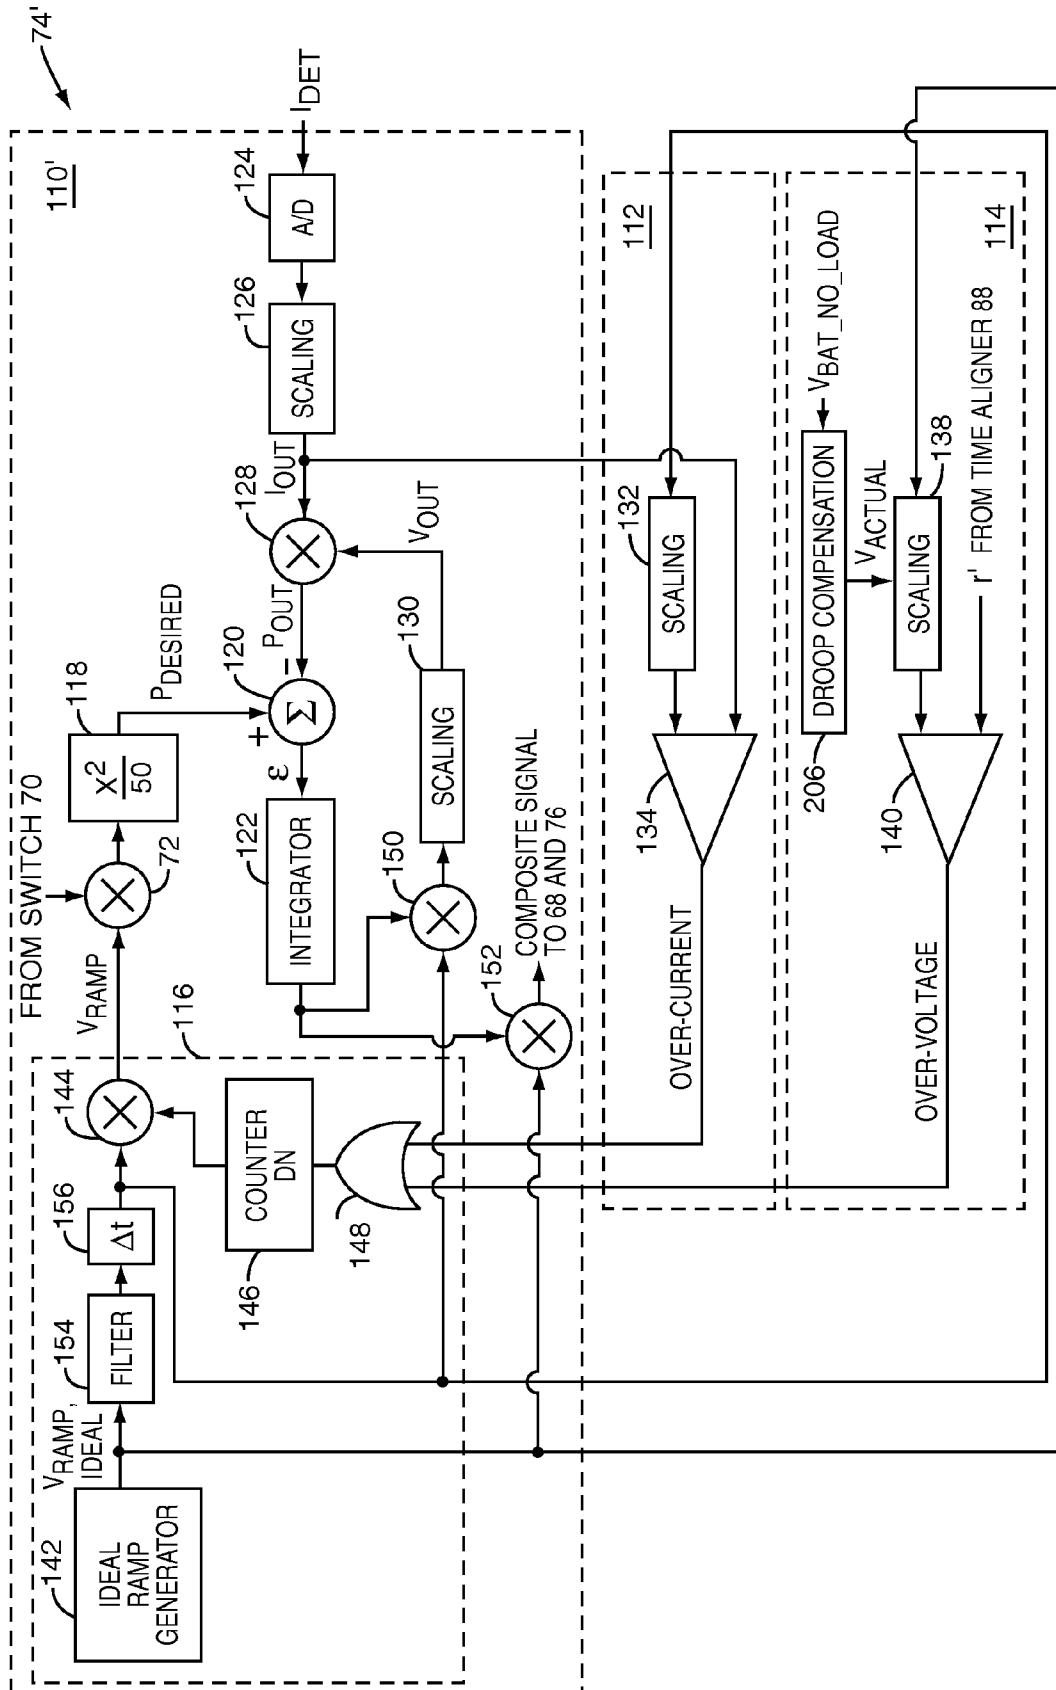 74'
110'
FROM SWITCH 70
72
118
X²
50
P_DESIRED
120
+
Σ
−
P_OUT
128
I_OUT
126
SCALING
124
A/D
I_DET
ε
122
INTEGRATOR
130
SCALING
V_OUT
150
152
COMPOSITE SIGNAL
TO 68 AND 76
V_RAMP
116
144
156
Δt
154
FILTER
V_RAMP,
IDEAL
142
IDEAL
RAMP
GENERATOR
146
COUNTER
DN
148
112
132
SCALING
134
OVER-CURRENT
114
V_BAT_NO_LOAD
DROOP COMPENSATION
206
V_ACTUAL
138
SCALING
r' FROM TIME ALIGNER 88
140
OVER-VOLTAGE